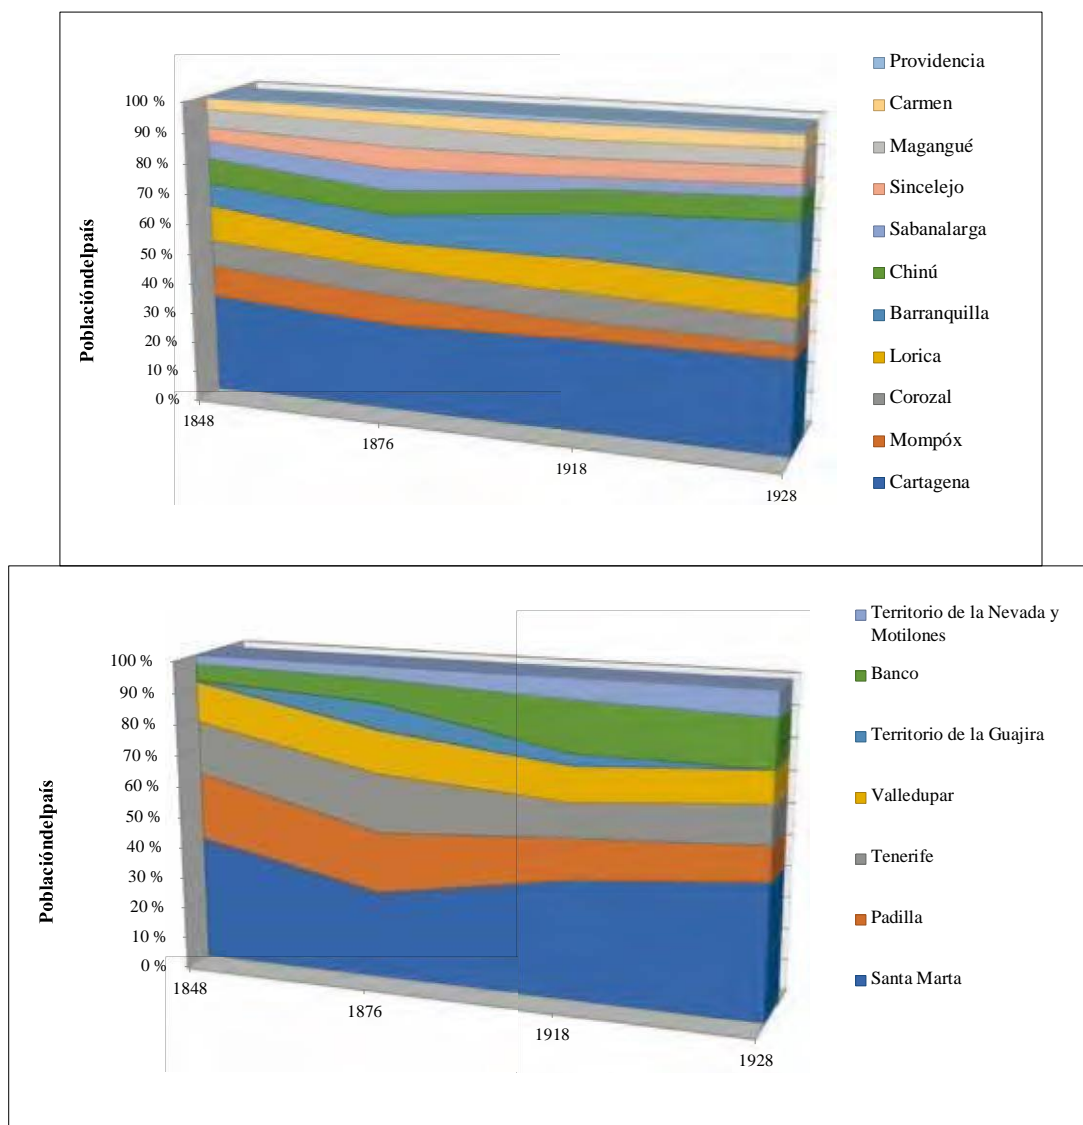 Providencia
Carmen
Magangué
Sincelejo
Sabanalarga
Chinú
Barranquilla
Lorica
Corozal
Mompóx
Cartagena
100 %
90 %
80 %
70 %
60 %
50 %
40 %
30 %
20 %
10 %
0 %
Poblacióndelpaís
1848
1876
1918
1928
Territorio de la Nevada y
Motilones
Banco
Territorio de la Guajira
Valledupar
Tenerife
Padilla
Santa Marta
100 %
90 %
80 %
70 %
60 %
50 %
40 %
30 %
20 %
10 %
0 %
Poblacióndelpaís
1848
1876
1918
1928